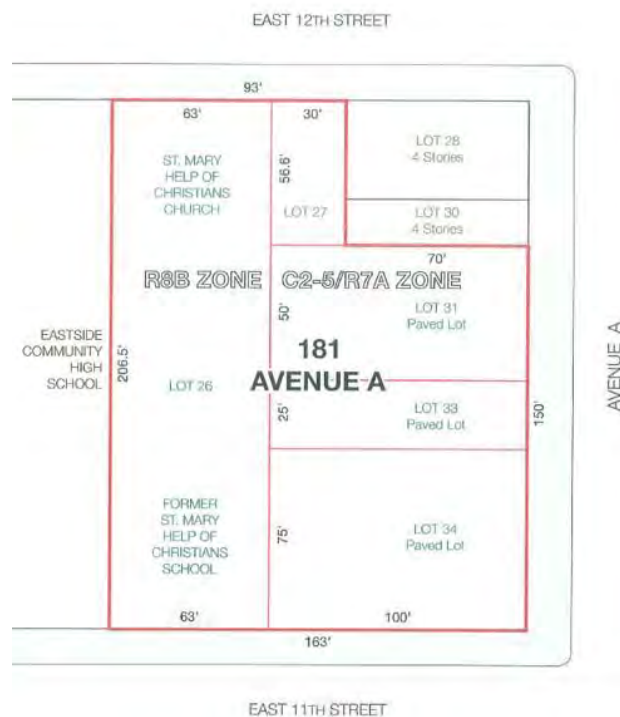 EAST 12TH STREET
93'
63'
30'
ST. MARY
HELP OF
CHRISTIANS
CHURCH
56.6'
LOT 27
LOT 28
4 Stories
LOT 30
4 Stories
70'
R8B ZONE
C2-5/R7A ZONE
LOT 31
Paved Lot
50'
EASTSIDE
COMMUNITY
HIGH
SCHOOL
206.5'
LOT 26
181
AVENUE A
25'
LOT 33
Paved Lot
150'
AVENUE A
FORMER
ST. MARY
HELP OF
CHRISTIANS
SCHOOL
75'
LOT 34
Paved Lot
63'
100'
163'
EAST 11TH STREET